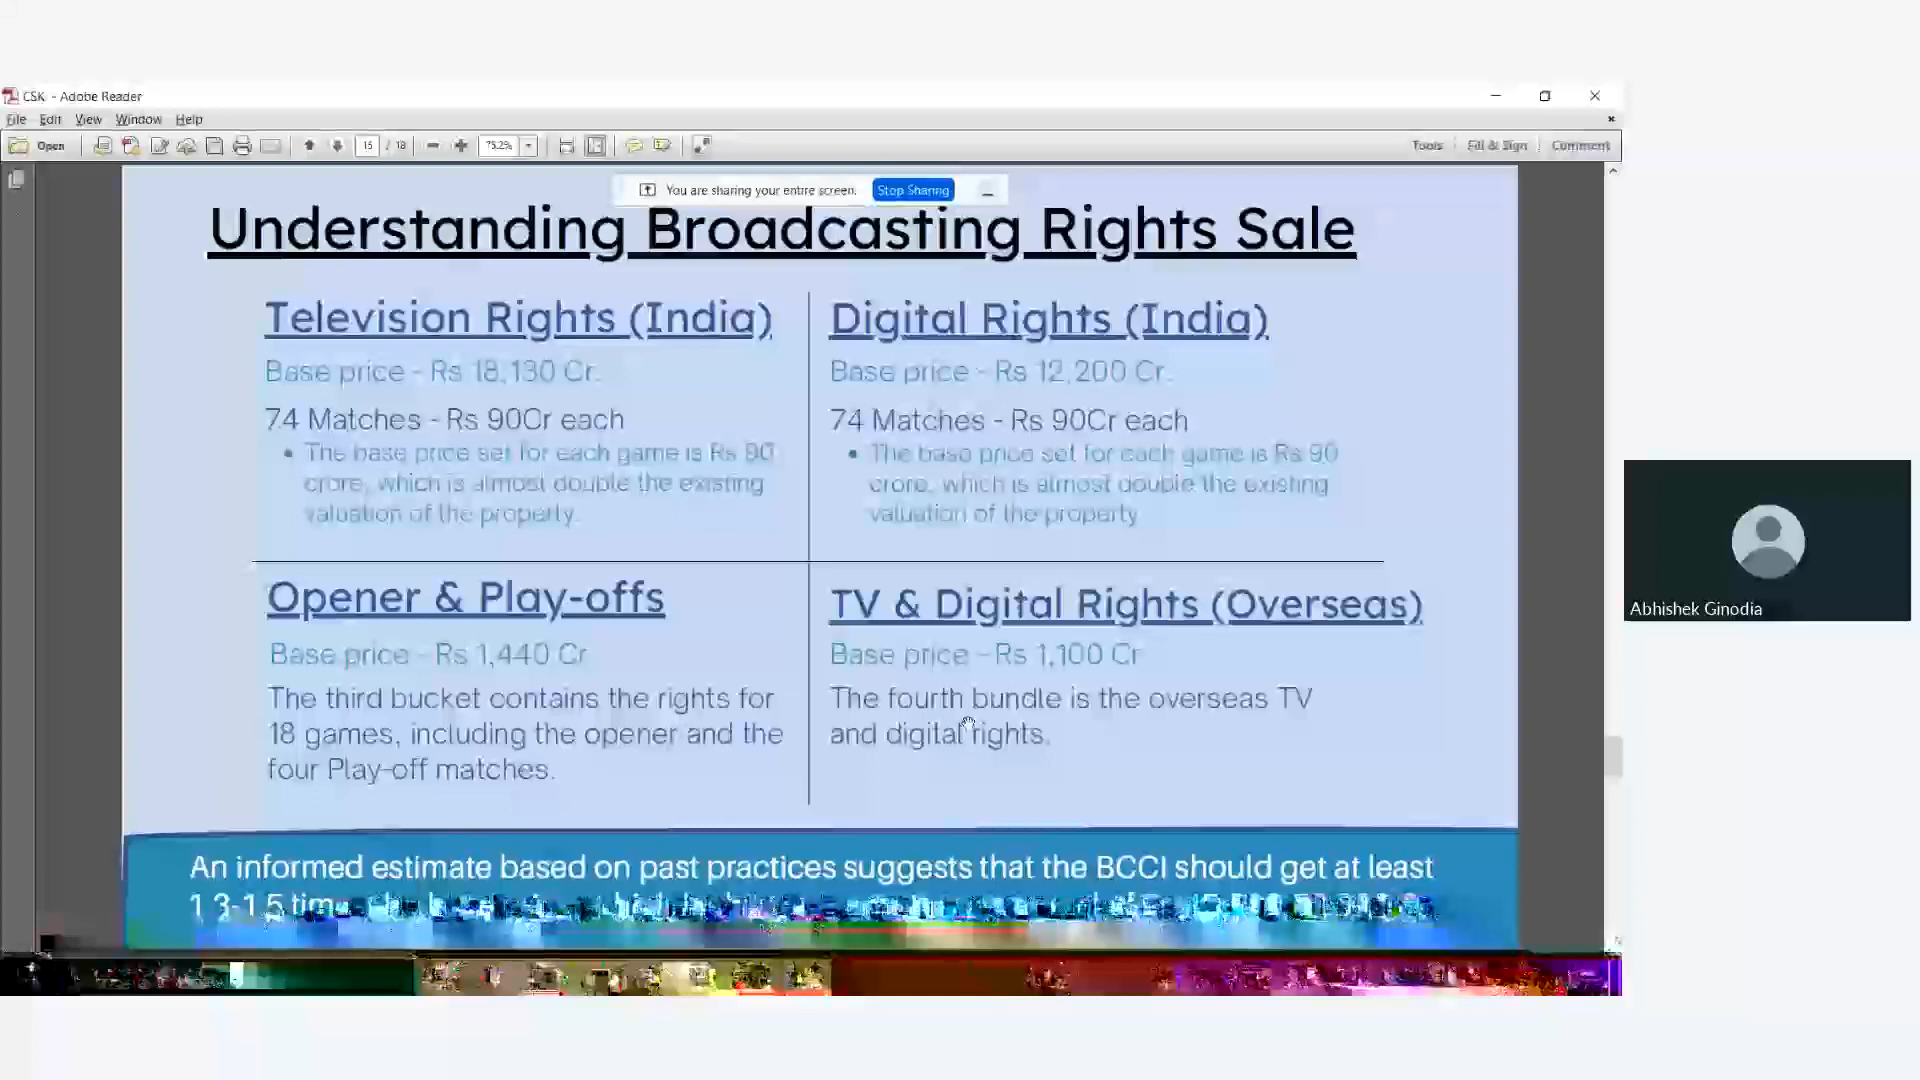 CSK - Adobe Reader
File Edit View Window Help
Open 15 / 18 75.2% Tools Fill & Sign Comment
You are sharing your entire screen. Stop Sharing
Understanding Broadcasting Rights Sale
Television Rights (India)
Base price - Rs 18,130 Cr.
74 Matches - Rs 90Cr each
• The base price set for each game is Rs 90
crore, which is almost double the existing
valuation of the property.
Digital Rights (India)
Base price - Rs 12,200 Cr.
74 Matches - Rs 90Cr each
• The base price set for each game is Rs 90
crore, which is almost double the existing
valuation of the property
Opener & Play-offs
Base price - Rs 1,440 Cr
The third bucket contains the rights for
18 games, including the opener and the
four Play-off matches.
TV & Digital Rights (Overseas)
Base price - Rs 1,100 Cr
The fourth bundle is the overseas TV
and digital rights.
An informed estimate based on past practices suggests that the BCCI should get at least
1.3-1.5
Abhishek Ginodia